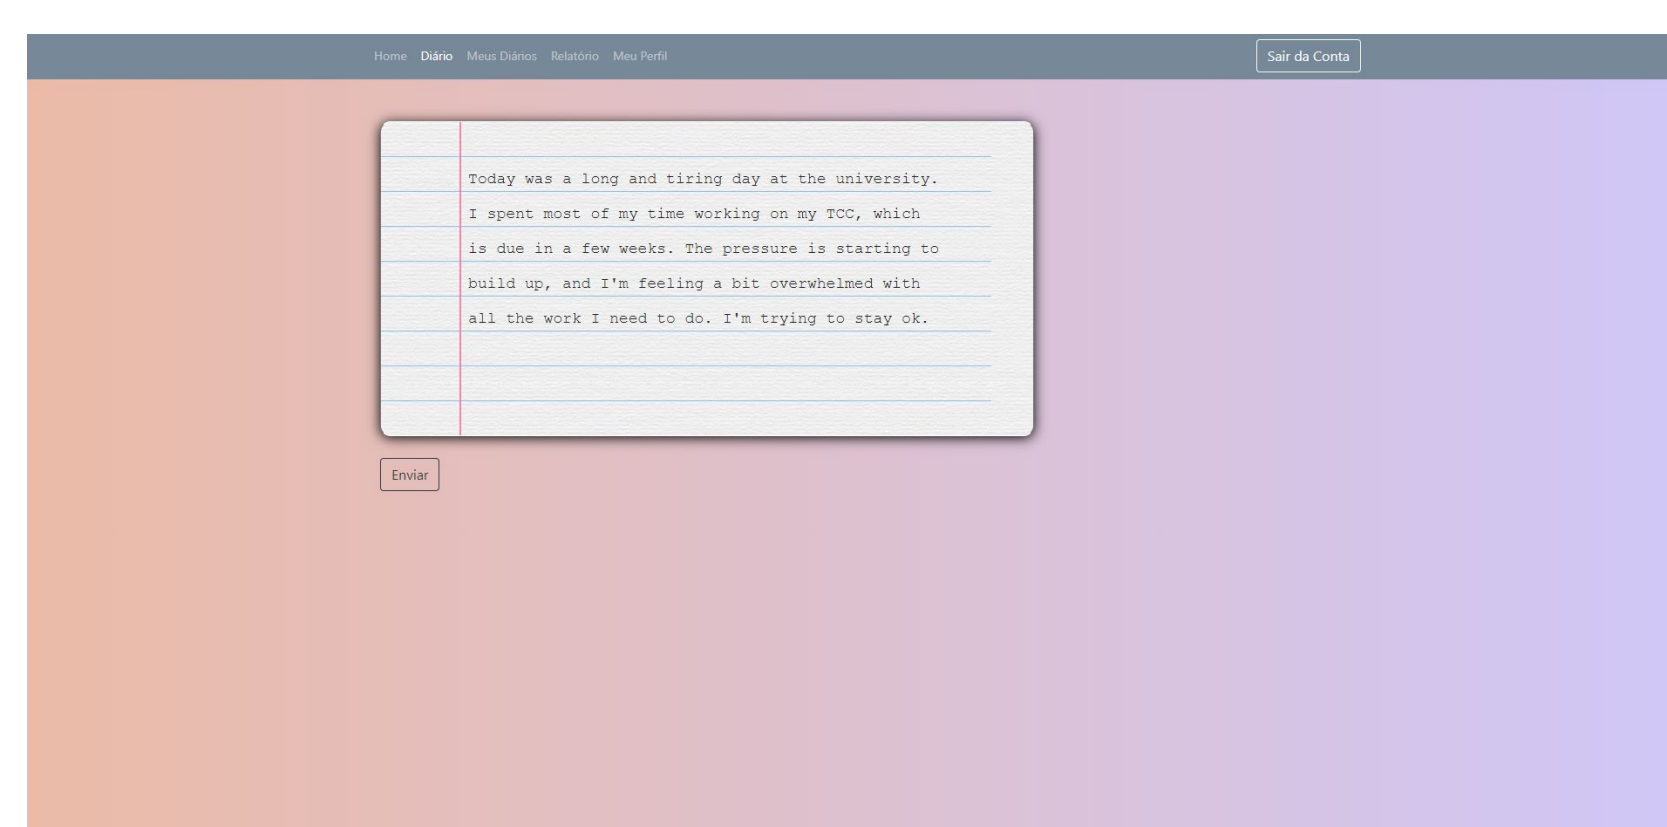 Home Diário Meus Diários Relatório Meu Perfil Sair da Conta
Today was a long and tiring day at the university.
I spent most of my time working on my TCC, which
is due in a few weeks. The pressure is starting to
build up, and I'm feeling a bit overwhelmed with
all the work I need to do. I'm trying to stay ok.
Enviar